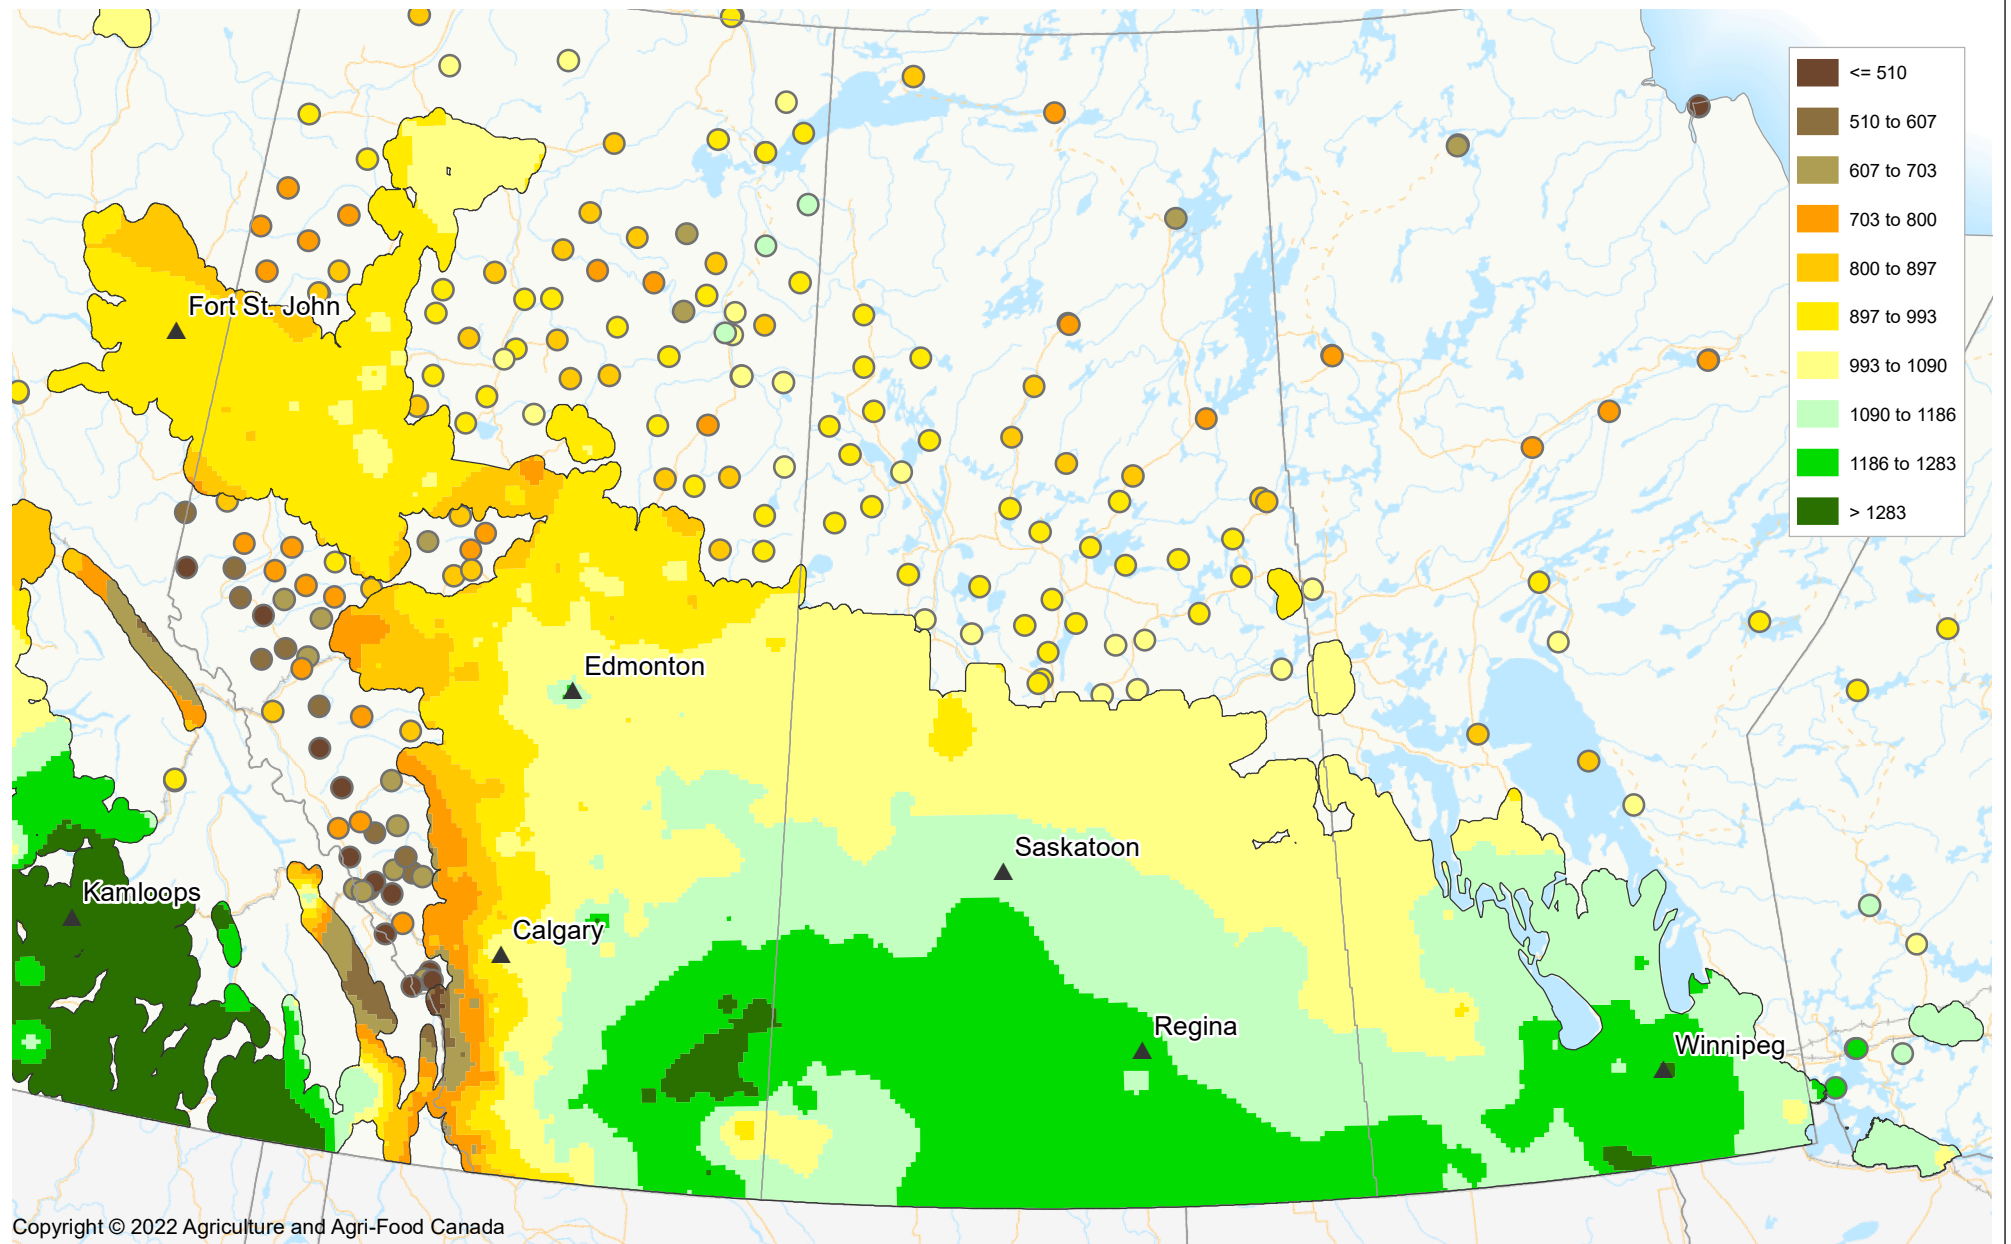 <= 510
510 to 607
607 to 703
703 to 800
800 to 897
897 to 993
993 to 1090
1090 to 1186
1186 to 1283
> 1283
Fort St. John
Edmonton
Saskatoon
Kamloops
Calgary
Regina
Winnipeg
Copyright © 2022 Agriculture and Agri-Food Canada